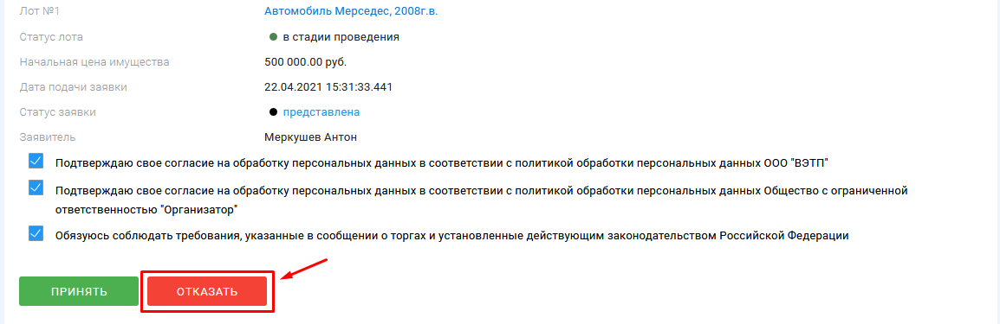 Лот №1 Автомобиль Мерседес, 2008г.в.
Статус лота в стадии проведения
Начальная цена имущества 500 000.00 руб.
Дата подачи заявки 22.04.2021 15:31:33.441
Статус заявки представлена
Заявитель Меркушев Антон
Подтверждаю свое согласие на обработку персональных данных в соответствии с политикой обработки персональных данных ООО "ВЭТП"
Подтверждаю свое согласие на обработку персональных данных в соответствии с политикой обработки персональных данных Общество с ограниченной
ответственностью "Организатор"
Обязуюсь соблюдать требования, указанные в сообщении о торгах и установленные действующим законодательством Российской Федерации
ПРИНЯТЬ ОТКАЗАТЬ